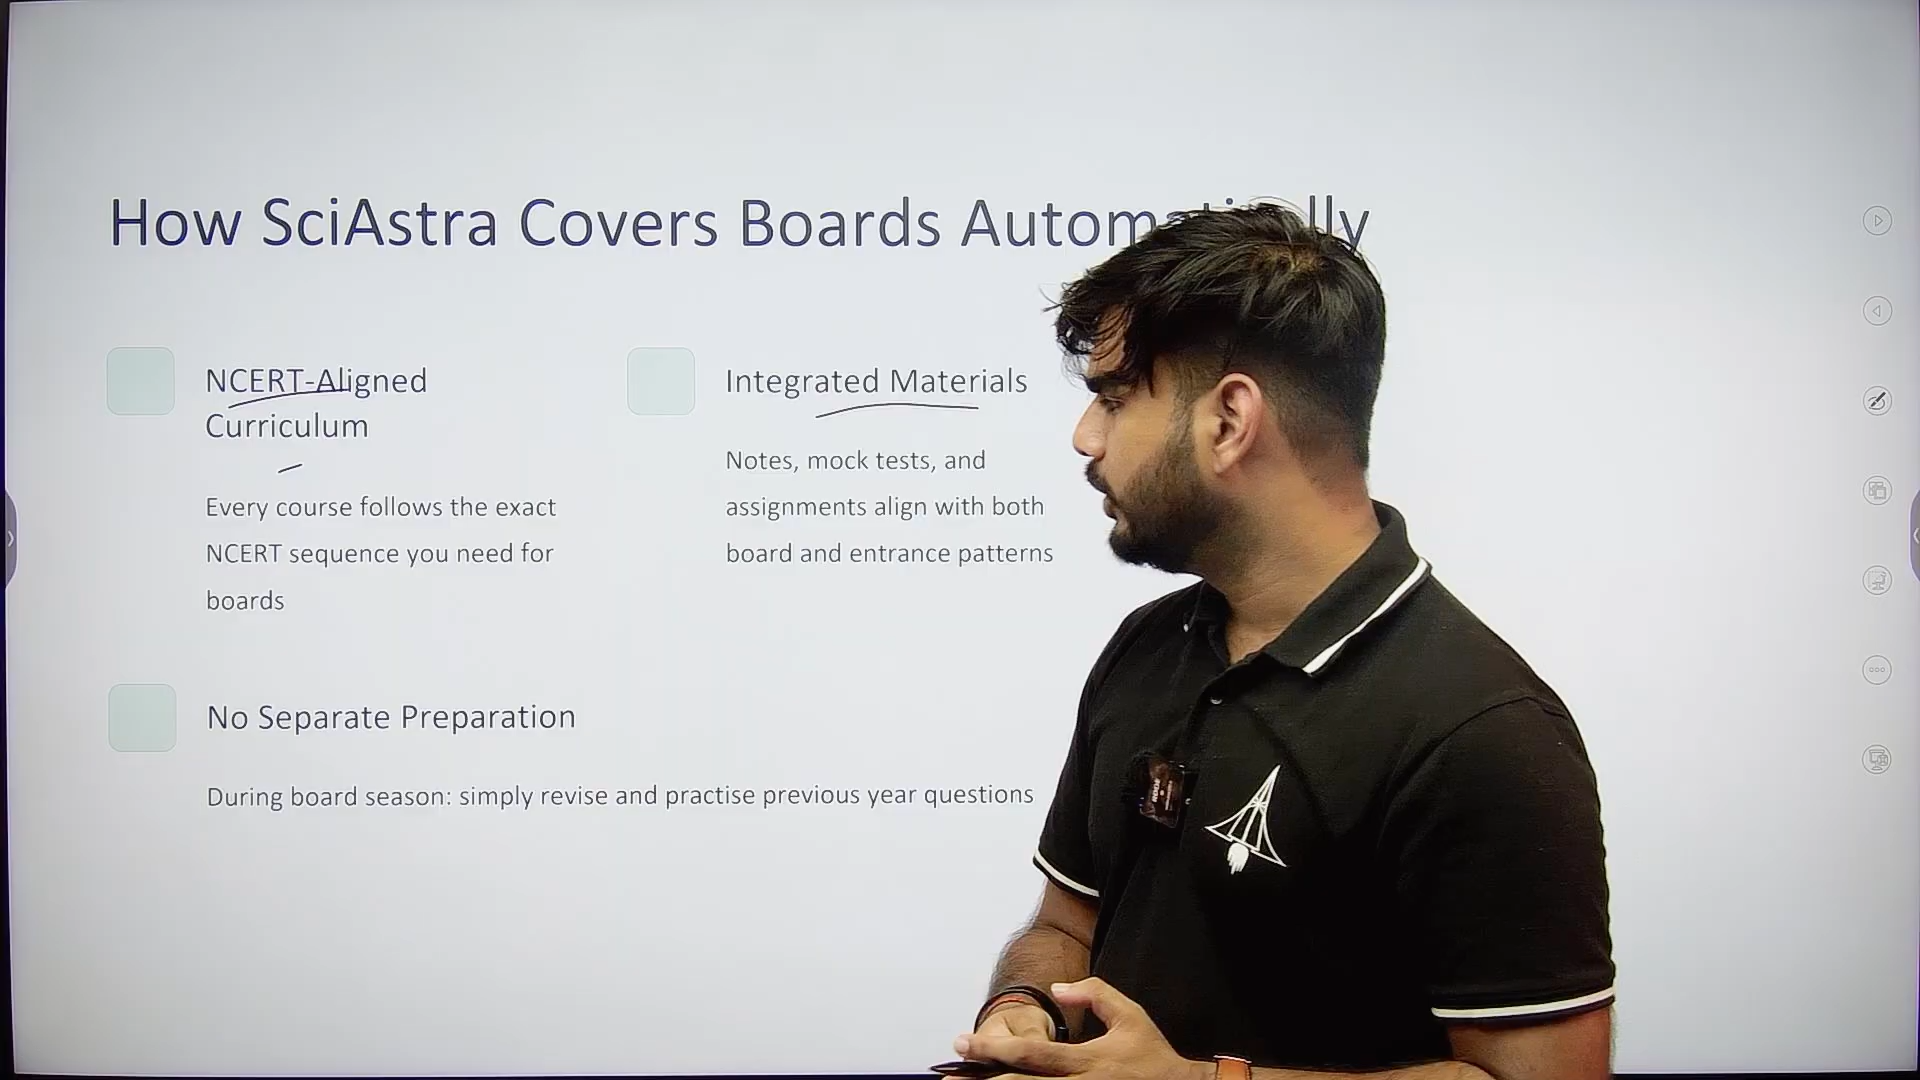 How SciAstra Covers Boards Automatically
NCERT-Aligned
Curriculum
Every course follows the exact
NCERT sequence you need for
boards
Integrated Materials
Notes, mock tests, and
assignments align with both
board and entrance patterns
No Separate Preparation
During board season: simply revise and practise previous year questions